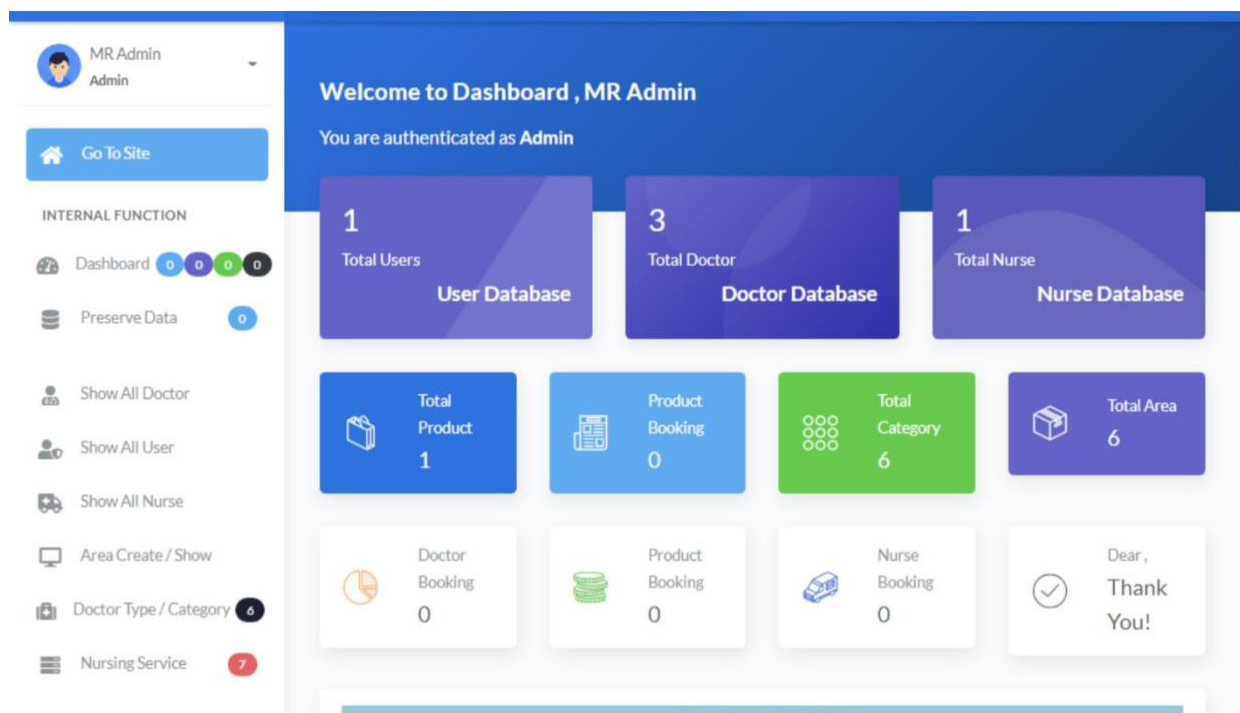 MR Admin
Admin
Go To Site
INTERNAL FUNCTION
Dashboard 0 0 0 0
Preserve Data 0
Show All Doctor
Show All User
Show All Nurse
Area Create / Show
Doctor Type / Category 6
Nursing Service 7
Welcome to Dashboard , MR Admin
You are authenticated as Admin
1
Total Users
User Database
3
Total Doctor
Doctor Database
1
Total Nurse
Nurse Database
Total
Product
1
Product
Booking
0
Total
Category
6
Total Area
6
Doctor
Booking
0
Product
Booking
0
Nurse
Booking
0
Dear ,
Thank
You!